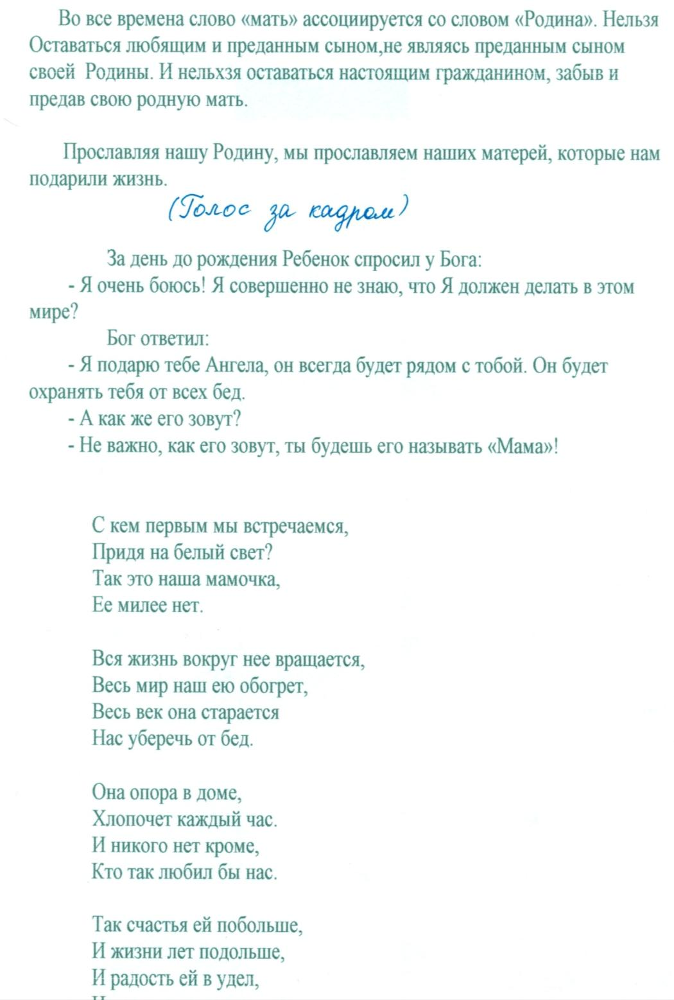 Во все времена слово «мать» ассоциируется со словом «Родина». Нельзя
Оставаться любящим и преданным сыном,не являясь преданным сыном
своей Родины. И нельхзя оставаться настоящим гражданином, забыв и
предав свою родную мать.
Прославляя нашу Родину, мы прославляем наших матерей, которые нам
подарили жизнь.
(Голос за кадром)
За день до рождения Ребенок спросил у Бога:
- Я очень боюсь! Я совершенно не знаю, что Я должен делать в этом
мире?
Бог ответил:
- Я подарю тебе Ангела, он всегда будет рядом с тобой. Он будет
охранять тебя от всех бед.
- А как же его зовут?
- Не важно, как его зовут, ты будешь его называть «Мама»!
С кем первым мы встречаемся,
Придя на белый свет?
Так это наша мамочка,
Ее милее нет.
Вся жизнь вокруг нее вращается,
Весь мир наш ею обогрет,
Весь век она старается
Нас уберечь от бед.
Она опора в доме,
Хлопочет каждый час.
И никого нет кроме,
Кто так любил бы нас.
Так счастья ей побольше,
И жизни лет подольше,
И радость ей в удел,